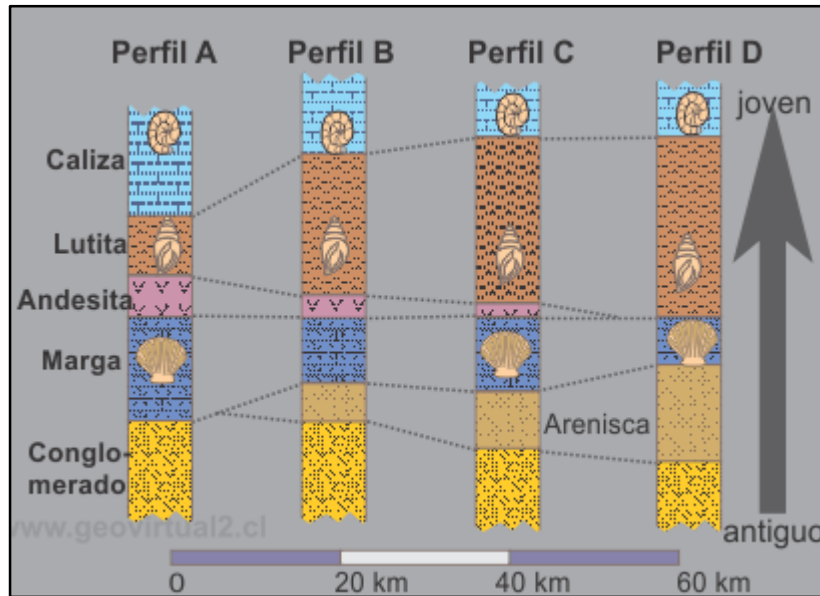 Perfil A Perfil B Perfil C Perfil D
joven
Caliza
Lutita
Andesita
Marga
Arenisca
Conglo-
merado
www.geovirtual2.cl
antiguo
0 20 km 40 km 60 km